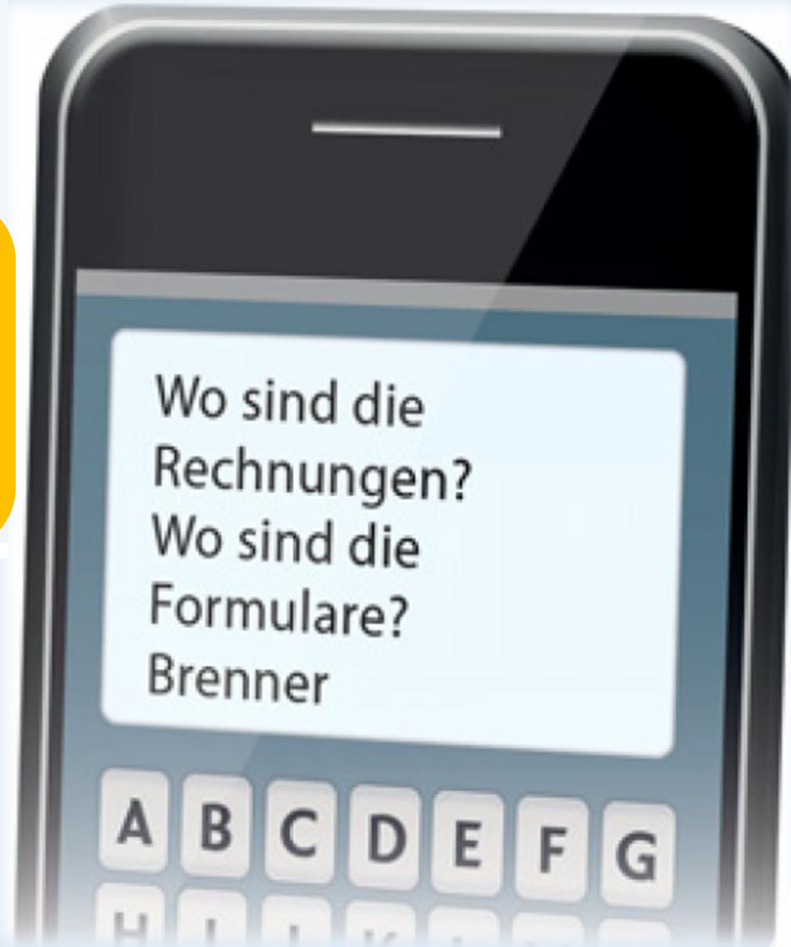 Wo sind die
Rechnungen?
Wo sind die
Formulare?
Brenner
A B C D E F G